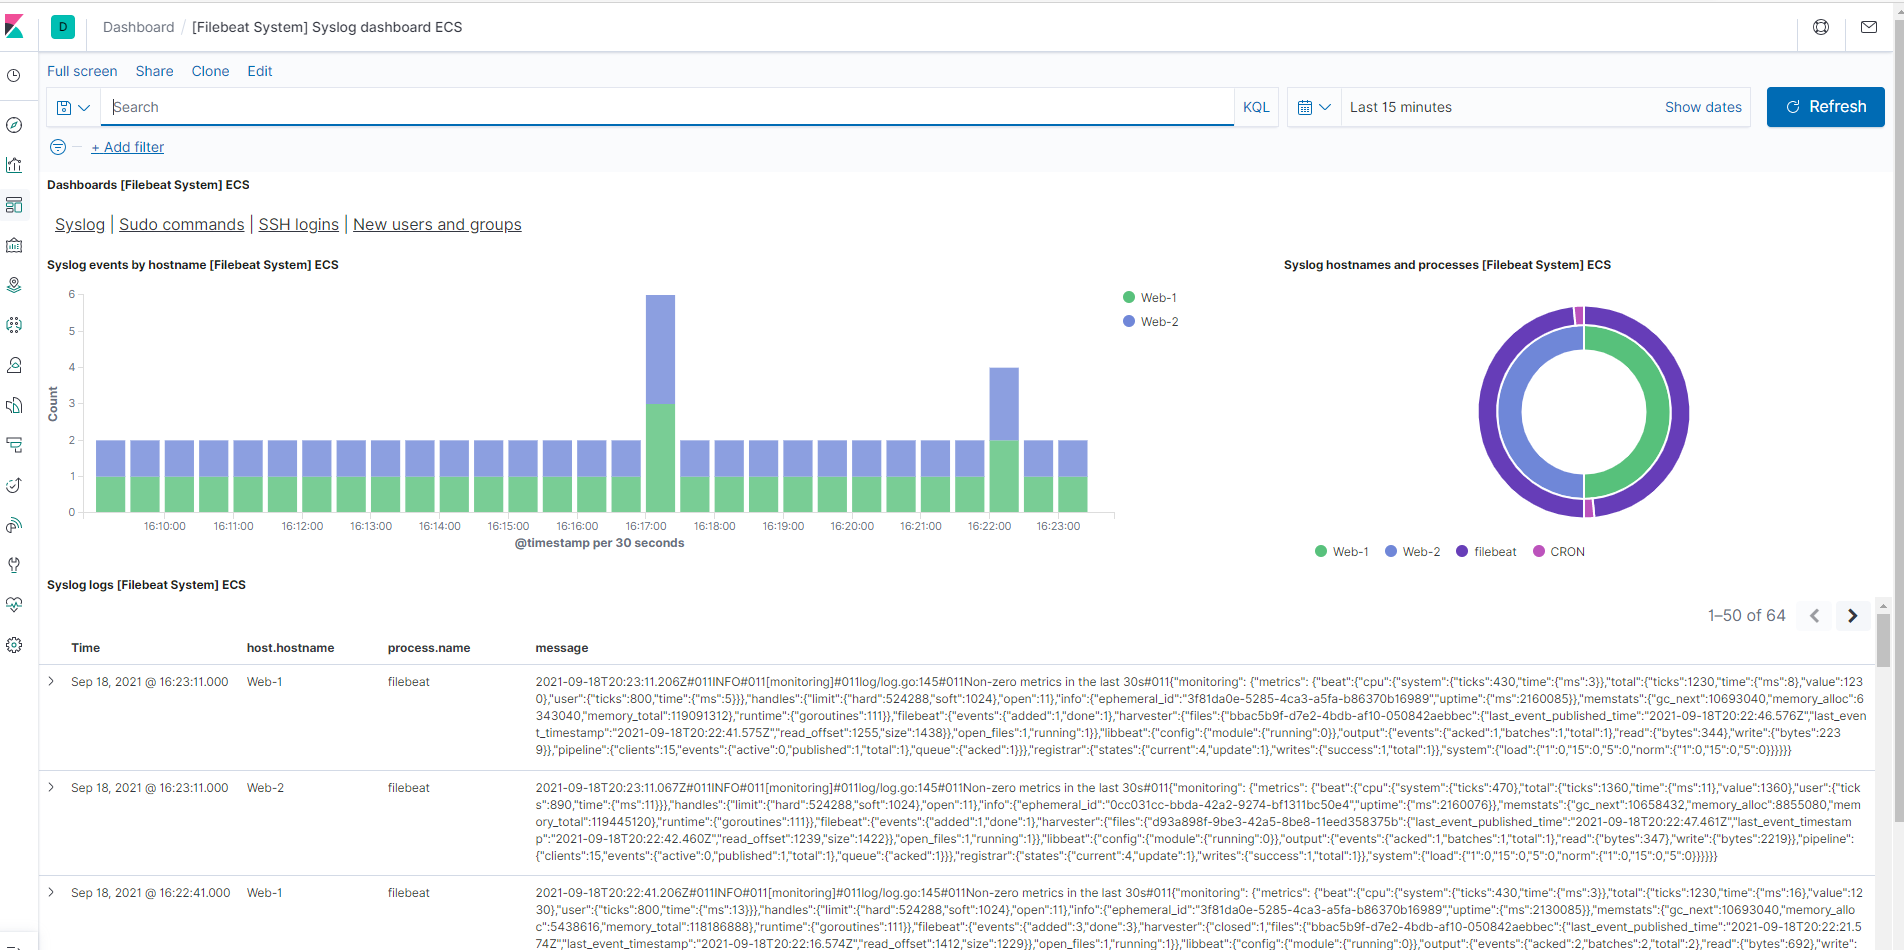 D Dashboard / [Filebeat System] Syslog dashboard ECS
Full screen Share Clone Edit
Search KQL Last 15 minutes Show dates Refresh
+ Add filter
Dashboards [Filebeat System] ECS
Syslog | Sudo commands | SSH logins | New users and groups
Syslog events by hostname [Filebeat System] ECS
6
5
4
3
2
1
0
Count
16:10:00 16:11:00 16:12:00 16:13:00 16:14:00 16:15:00 16:16:00 16:17:00 16:18:00 16:19:00 16:20:00 16:21:00 16:22:00 16:23:00
@timestamp per 30 seconds
Web-1
Web-2
Syslog hostnames and processes [Filebeat System] ECS
Web-1 Web-2 filebeat CRON
Syslog logs [Filebeat System] ECS
1–50 of 64
Time host.hostname process.name message
Sep 18, 2021 @ 16:23:11.000 Web-1 filebeat 2021-09-18T20:23:11.206Z#011INFO#011[monitoring]#011log/log.go:145#011Non-zero metrics in the last 30s#011{"monitoring": {"metrics": {"beat":{"cpu":{"system":{"ticks":430,"time":{"ms":3}},"total":{"ticks":1230,"time":{"ms":8},"value":123
0},"user":{"ticks":800,"time":{"ms":5}}},"handles":{"limit":{"hard":524288,"soft":1024},"open":11},"info":{"ephemeral_id":"3f81da0e-5285-4ca3-a5fa-b86370b16989","uptime":{"ms":2160085}},"memstats":{"gc_next":10693040,"memory_alloc":6
343040,"memory_total":119091312},"runtime":{"goroutines":111}},"filebeat":{"events":{"added":1,"done":1},"harvester":{"files":{"bbac5b9f-d7e2-4bdb-af10-050842aebbec":{"last_event_published_time":"2021-09-18T20:22:46.576Z","last_even
t_timestamp":"2021-09-18T20:22:41.575Z","read_offset":1255,"size":1438}},"open_files":1,"running":1}},"libbeat":{"config":{"module":{"running":0}},"output":{"events":{"acked":1,"batches":1,"total":1},"read":{"bytes":344},"write":{"bytes":223
9}},"pipeline":{"clients":15,"events":{"active":0,"published":1,"total":1},"queue":{"acked":1}}},"registrar":{"states":{"current":4,"update":1},"writes":{"success":1,"total":1}},"system":{"load":{"1":0,"15":0,"5":0,"norm":{"1":0,"15":0,"5":0}}}}}}
Sep 18, 2021 @ 16:23:11.000 Web-2 filebeat 2021-09-18T20:23:11.067Z#011INFO#011[monitoring]#011log/log.go:145#011Non-zero metrics in the last 30s#011{"monitoring": {"metrics": {"beat":{"cpu":{"system":{"ticks":470},"total":{"ticks":1360,"time":{"ms":11},"value":1360},"user":{"tick
s":890,"time":{"ms":11}}},"handles":{"limit":{"hard":524288,"soft":1024},"open":11},"info":{"ephemeral_id":"0cc031cc-bbda-42a2-9274-bf1311bc50e4","uptime":{"ms":2160076}},"memstats":{"gc_next":10658432,"memory_alloc":8855080,"mem
ory_total":119445120},"runtime":{"goroutines":111}},"filebeat":{"events":{"added":1,"done":1},"harvester":{"files":{"d93a898f-9be3-42a5-8be8-11eed358375b":{"last_event_published_time":"2021-09-18T20:22:47.461Z","last_event_timestam
p":"2021-09-18T20:22:42.460Z","read_offset":1239,"size":1422}},"open_files":1,"running":1}},"libbeat":{"config":{"module":{"running":0}},"output":{"events":{"acked":1,"batches":1,"total":1},"read":{"bytes":347},"write":{"bytes":2219}},"pipeline":
{"clients":15,"events":{"active":0,"published":1,"total":1},"queue":{"acked":1}}},"registrar":{"states":{"current":4,"update":1},"writes":{"success":1,"total":1}},"system":{"load":{"1":0,"15":0,"5":0,"norm":{"1":0,"15":0,"5":0}}}}}}
Sep 18, 2021 @ 16:22:41.000 Web-1 filebeat 2021-09-18T20:22:41.206Z#011INFO#011[monitoring]#011log/log.go:145#011Non-zero metrics in the last 30s#011{"monitoring": {"metrics": {"beat":{"cpu":{"system":{"ticks":430,"time":{"ms":3}},"total":{"ticks":1230,"time":{"ms":16},"value":12
30},"user":{"ticks":800,"time":{"ms":13}}},"handles":{"limit":{"hard":524288,"soft":1024},"open":11},"info":{"ephemeral_id":"3f81da0e-5285-4ca3-a5fa-b86370b16989","uptime":{"ms":2130085}},"memstats":{"gc_next":10693040,"memory_allo
c":5438616,"memory_total":118186888},"runtime":{"goroutines":111}},"filebeat":{"events":{"added":3,"done":3},"harvester":{"closed":1,"files":{"bbac5b9f-d7e2-4bdb-af10-050842aebbec":{"last_event_published_time":"2021-09-18T20:22:21.5
74Z","last_event_timestamp":"2021-09-18T20:22:16.574Z","read_offset":1412,"size":1229}},"open_files":1,"running":1}},"libbeat":{"config":{"module":{"running":0}},"output":{"events":{"acked":2,"batches":2,"total":2},"read":{"bytes":692},"write":